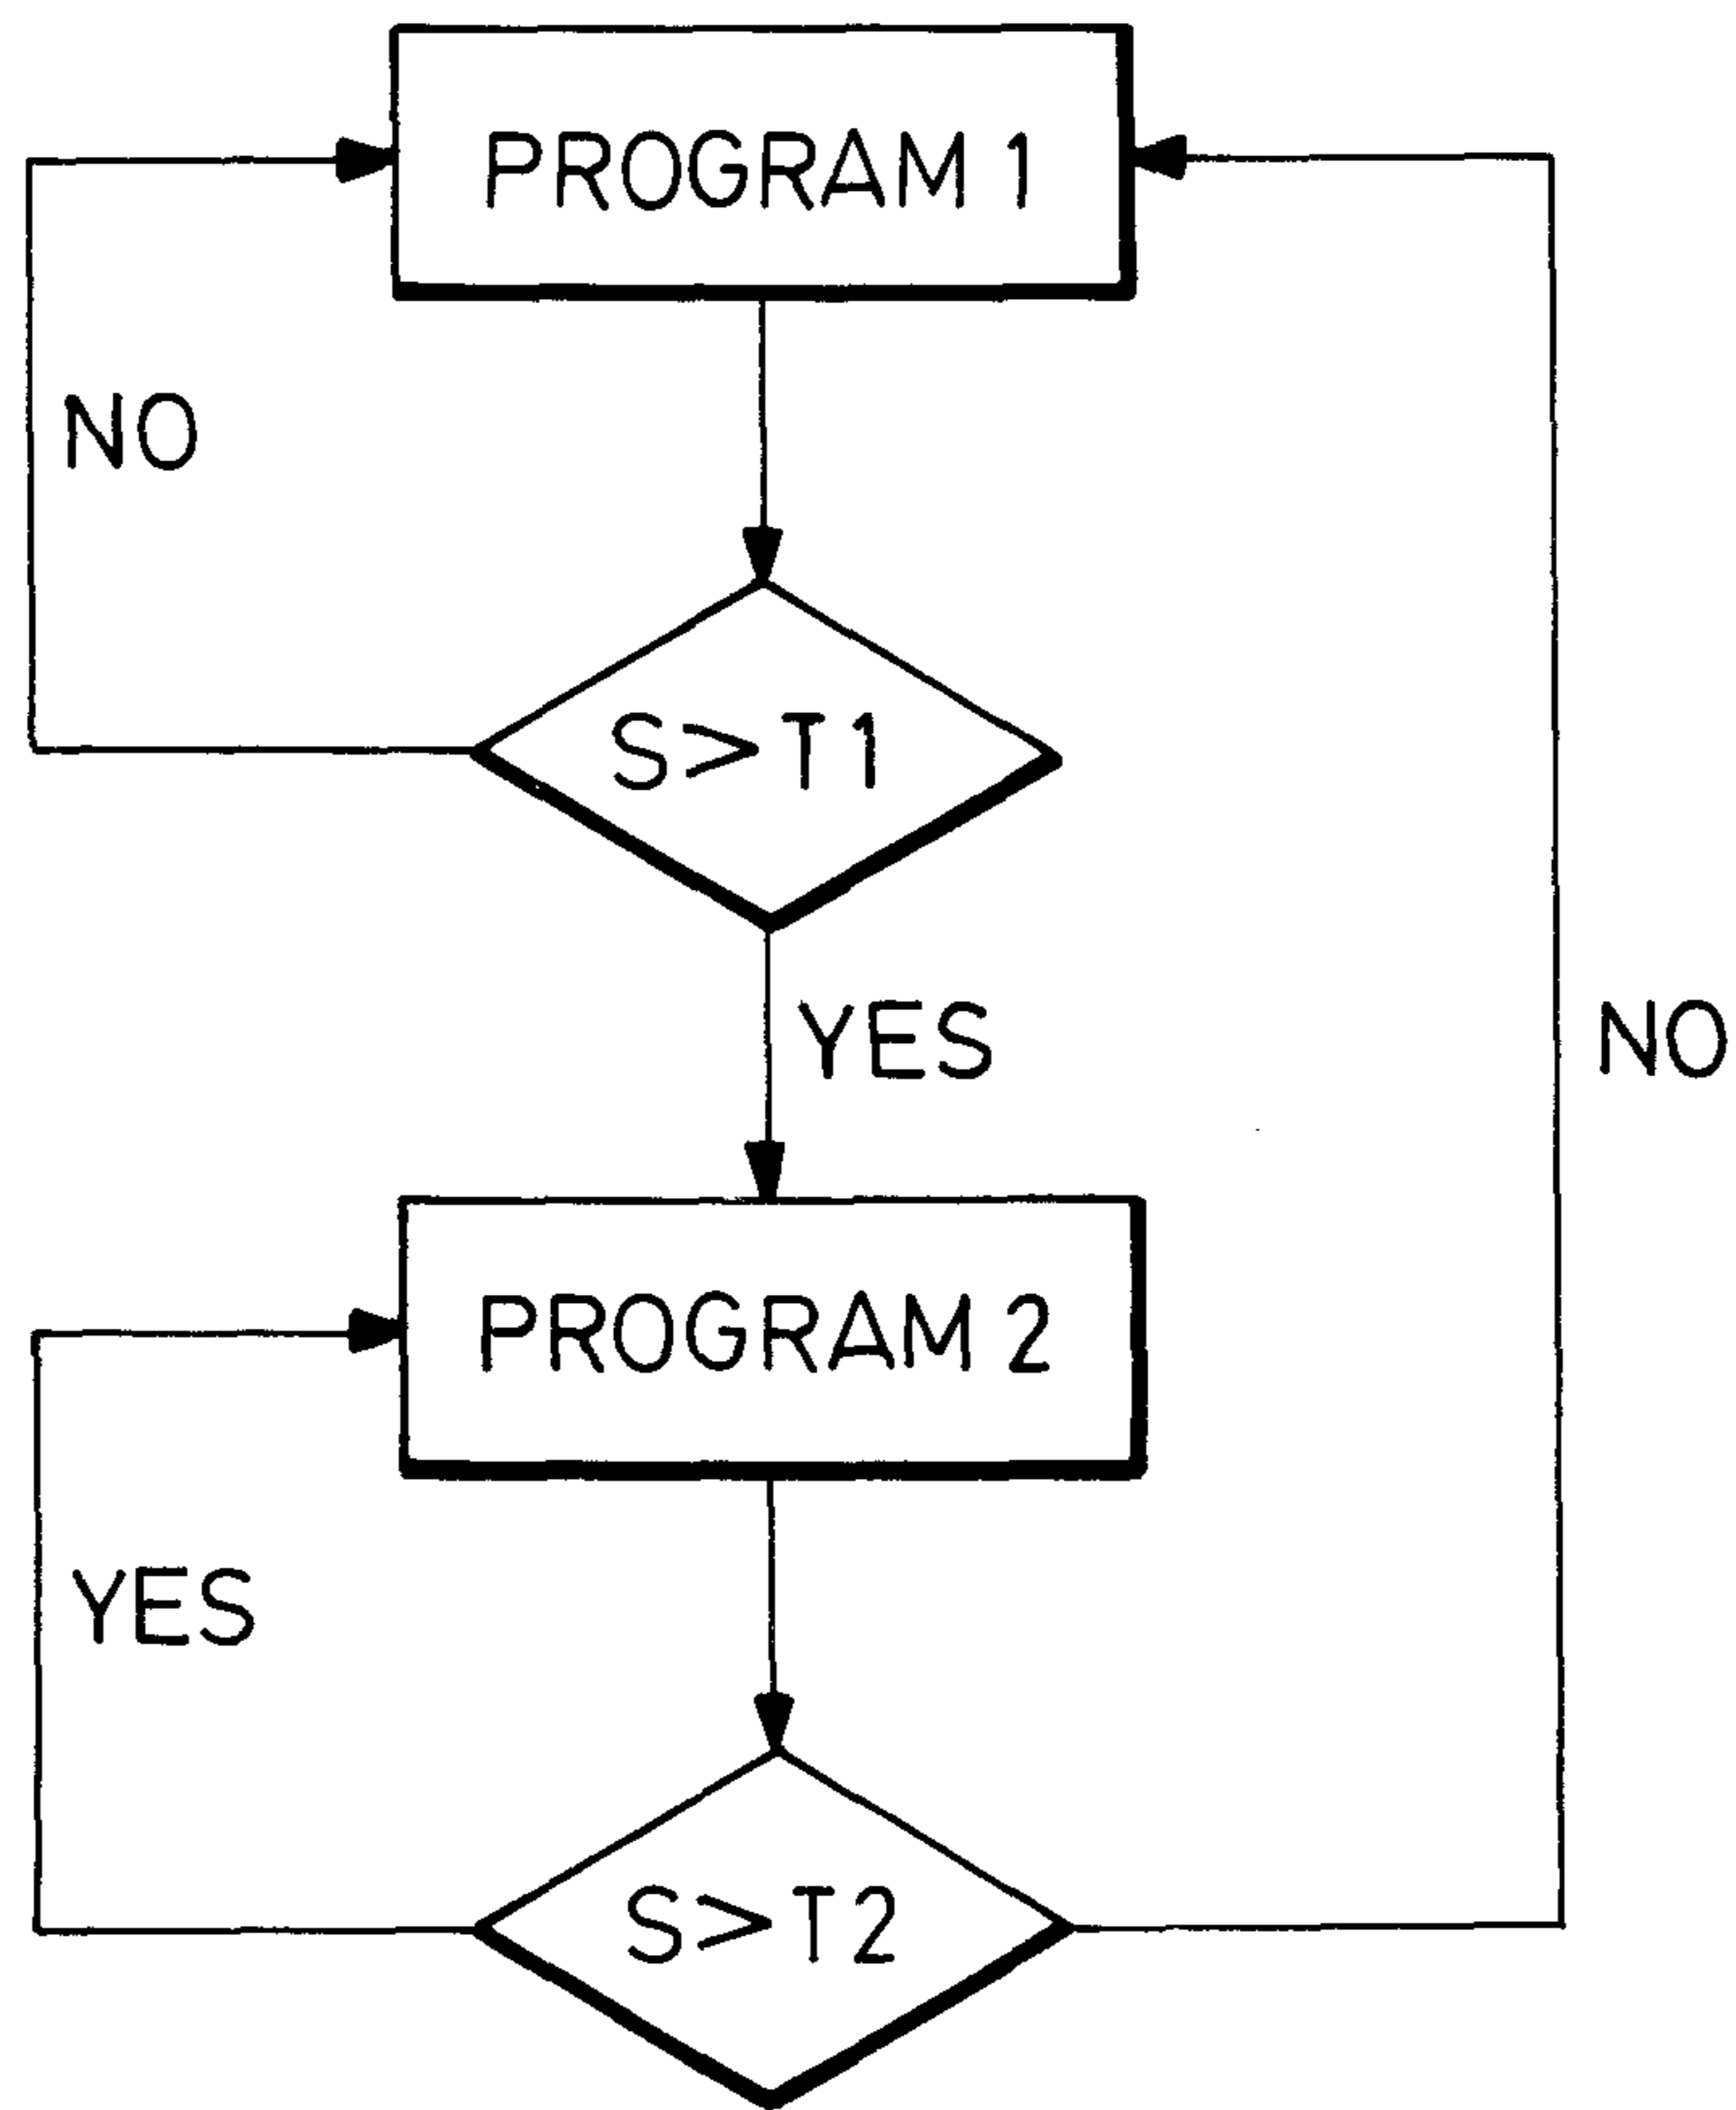 PROGRAM 1
NO
S>T1
YES
NO
PROGRAM 2
YES
S>T2